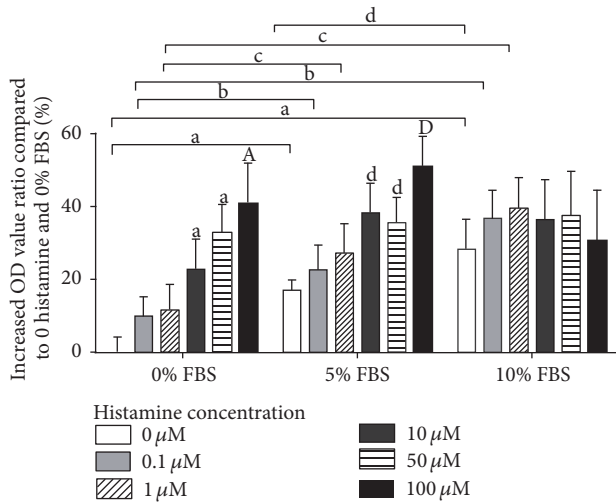 d
c
c
b
b
a
a
Increased OD value ratio compared
to 0 histamine and 0% FBS (%)
60
40
20
0
a
a
A
d
d
D
0% FBS
5% FBS
10% FBS
Histamine concentration
0 μM
0.1 μM
1 μM
10 μM
50 μM
100 μM